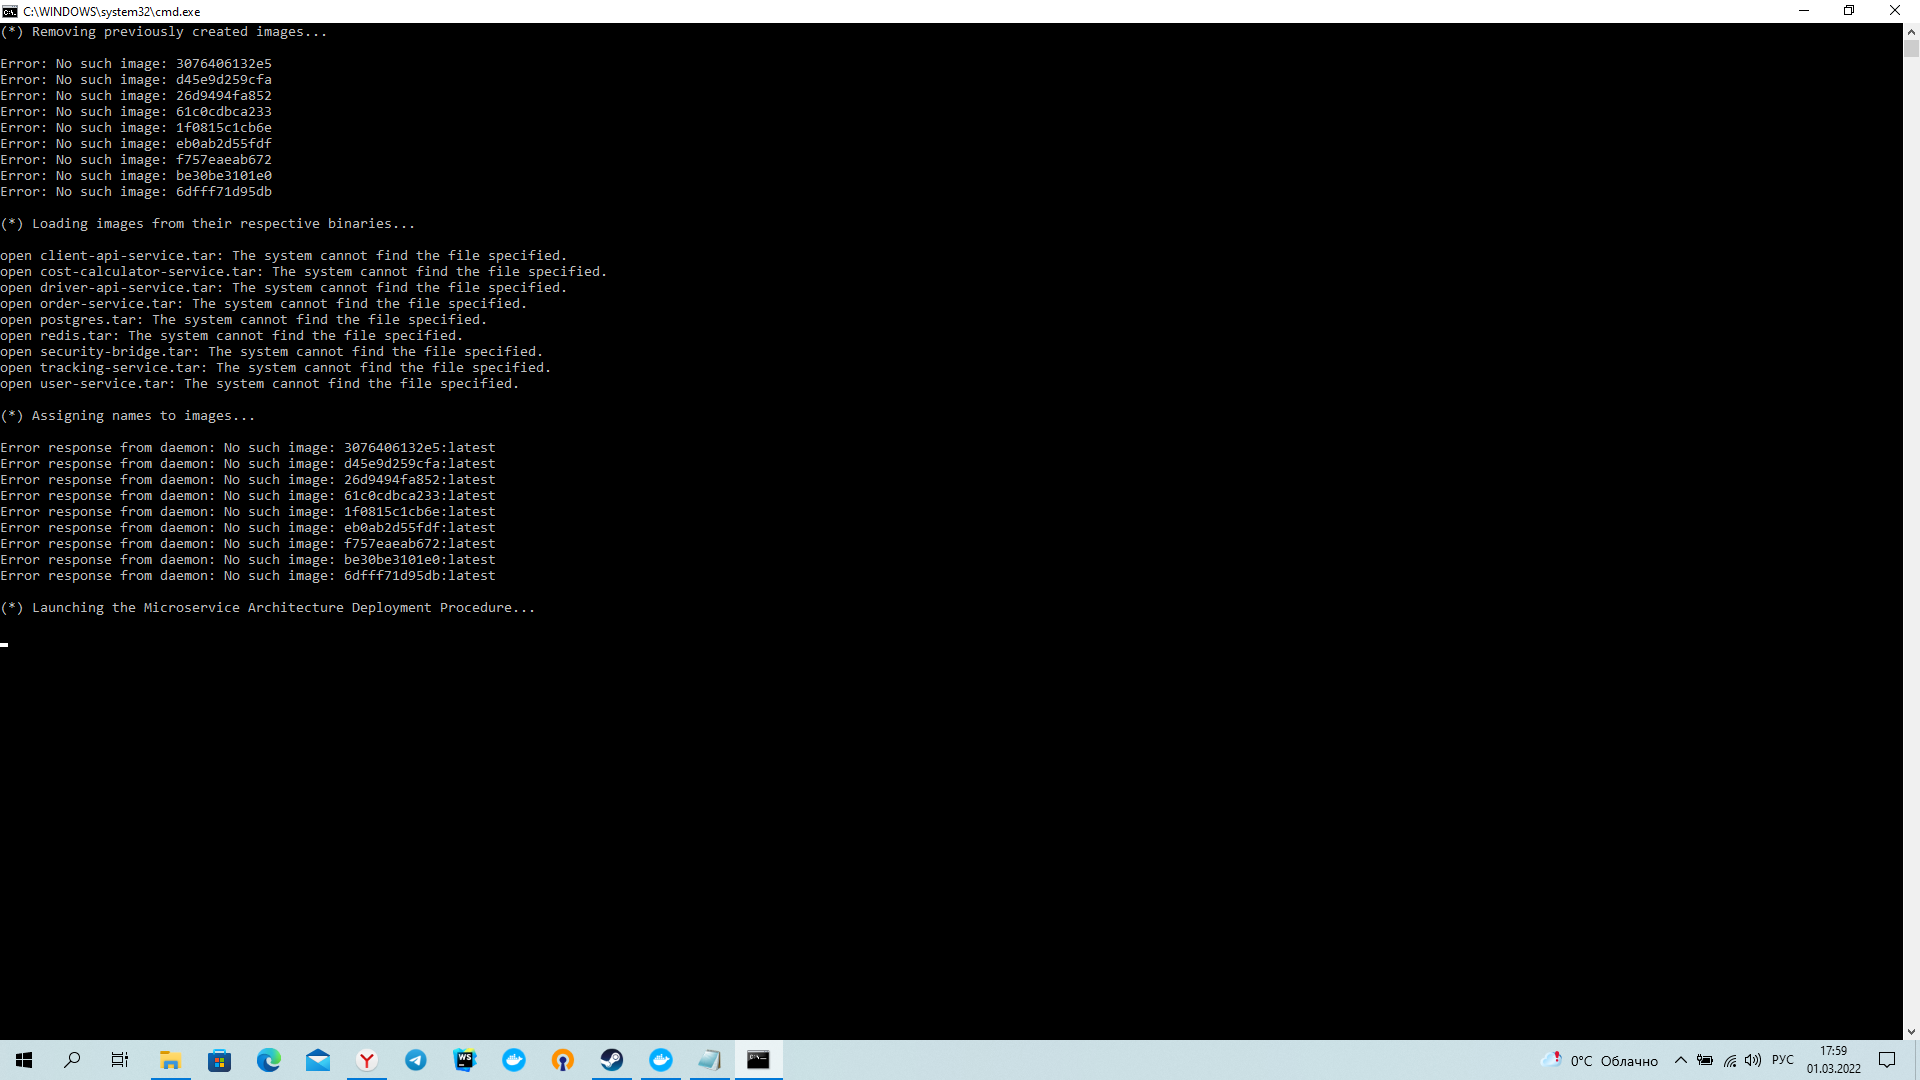 C:\WINDOWS\system32\cmd.exe
(*) Removing previously created images...
Error: No such image: 3076406132e5
Error: No such image: d45e9d259cfa
Error: No such image: 26d9494fa852
Error: No such image: 61c0cdbca233
Error: No such image: 1f0815c1cb6e
Error: No such image: eb0ab2d55fdf
Error: No such image: f757eaeab672
Error: No such image: be30be3101e0
Error: No such image: 6dfff71d95db
(*) Loading images from their respective binaries...
open client-api-service.tar: The system cannot find the file specified.
open cost-calculator-service.tar: The system cannot find the file specified.
open driver-api-service.tar: The system cannot find the file specified.
open order-service.tar: The system cannot find the file specified.
open postgres.tar: The system cannot find the file specified.
open redis.tar: The system cannot find the file specified.
open security-bridge.tar: The system cannot find the file specified.
open tracking-service.tar: The system cannot find the file specified.
open user-service.tar: The system cannot find the file specified.
(*) Assigning names to images...
Error response from daemon: No such image: 3076406132e5:latest
Error response from daemon: No such image: d45e9d259cfa:latest
Error response from daemon: No such image: 26d9494fa852:latest
Error response from daemon: No such image: 61c0cdbca233:latest
Error response from daemon: No such image: 1f0815c1cb6e:latest
Error response from daemon: No such image: eb0ab2d55fdf:latest
Error response from daemon: No such image: f757eaeab672:latest
Error response from daemon: No such image: be30be3101e0:latest
Error response from daemon: No such image: 6dfff71d95db:latest
(*) Launching the Microservice Architecture Deployment Procedure...
WS
0°C Облачно
РУС
17:59
01.03.2022